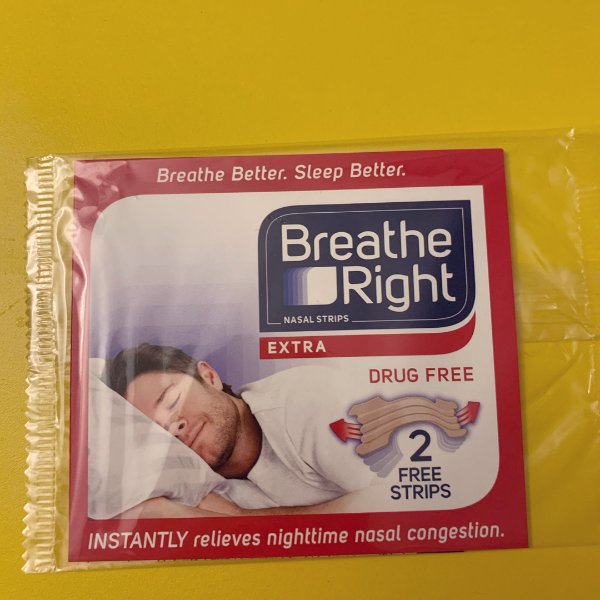 Breathe Better. Sleep Better.
Breathe
Right
NASAL STRIPS
EXTRA
DRUG FREE
2
FREE
STRIPS
INSTANTLY relieves nighttime nasal congestion.